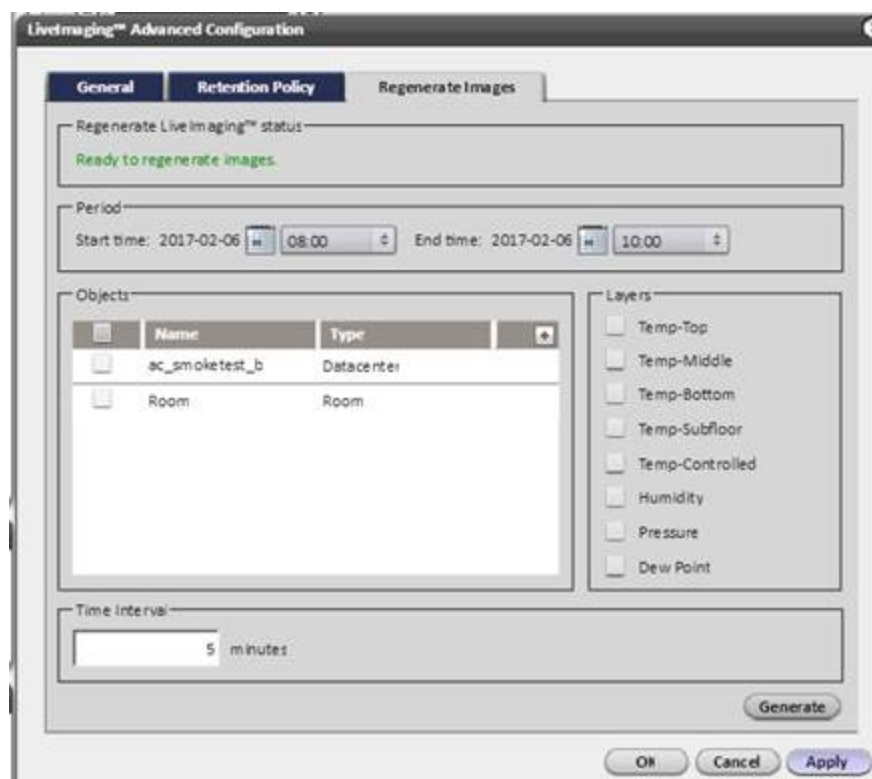 LiveImaging™ Advanced Configuration
General Retention Policy Regenerate Images
Regenerate LiveImaging™ status
Ready to regenerate images.
Period
Start time: 2017-02-06 08:00 End time: 2017-02-06 10:00
Objects
Name Type
ac_smoketest_b Datacenter
Room Room
Layers
Temp-Top
Temp-Middle
Temp-Bottom
Temp-Subfloor
Temp-Controlled
Humidity
Pressure
Dew Point
Time Interval
5 minutes
Generate
OK Cancel Apply